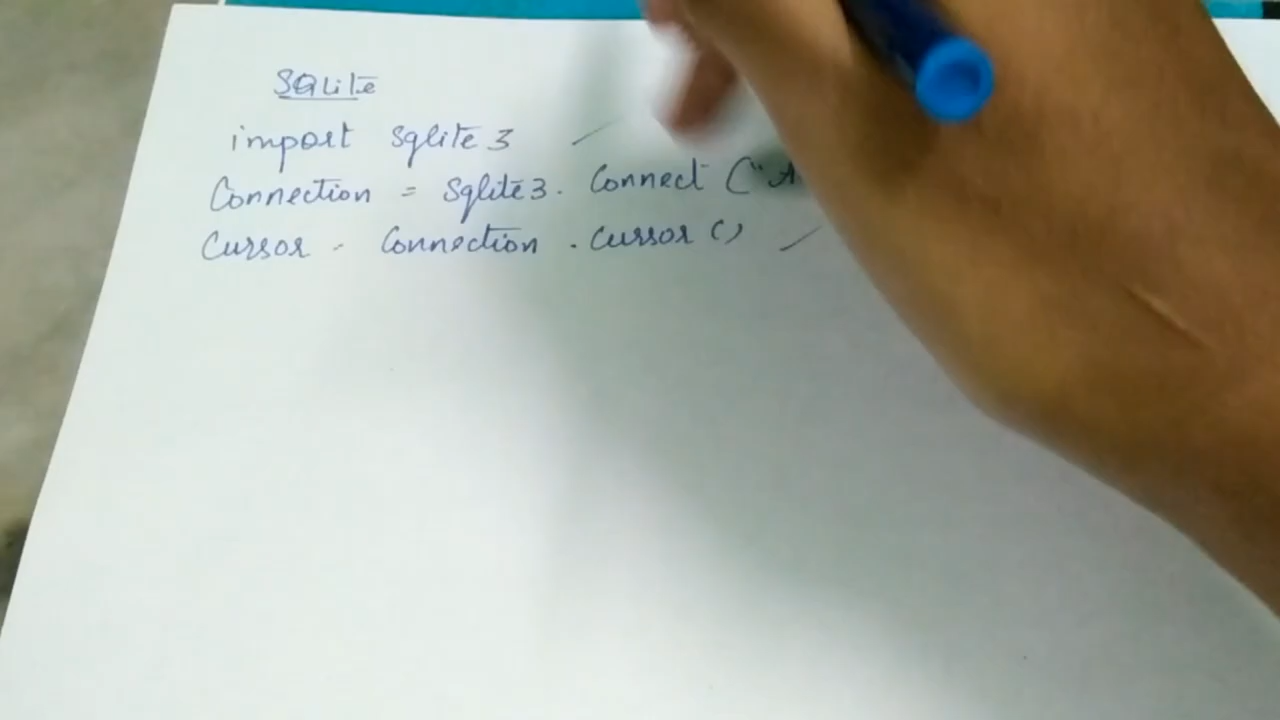 SQLite
import sqlite3
Connection = Sqlite3. Connect ("A
Cursor - Connection . Cursor ()